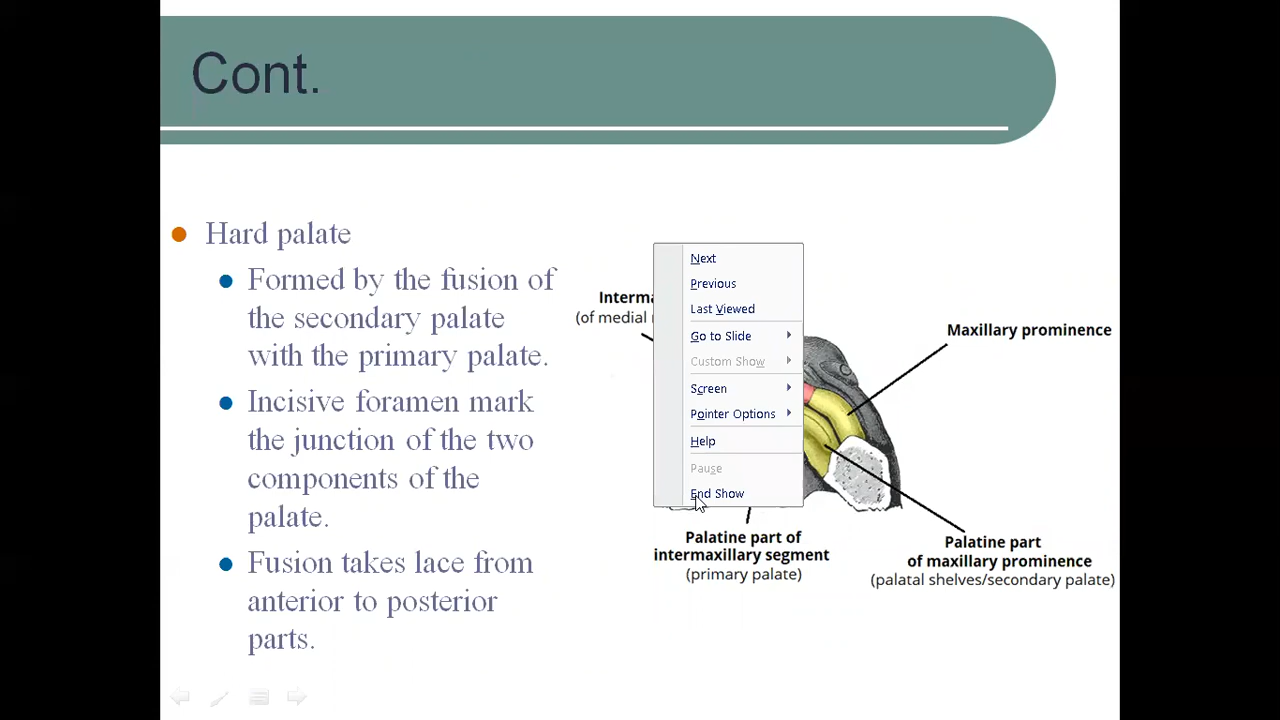 Cont.
Hard palate
Formed by the fusion of
the secondary palate
with the primary palate.
Incisive foramen mark
the junction of the two
components of the
palate.
Fusion takes lace from
anterior to posterior
parts.
(of medial
Next
Previous
Last Viewed
Go to Slide
Custom Show
Screen
Pointer Options
Help
Pause
End Show
Maxillary prominence
Palatine part of
intermaxillary segment
(primary palate)
Palatine part
of maxillary prominence
(palatal shelves/secondary palate)